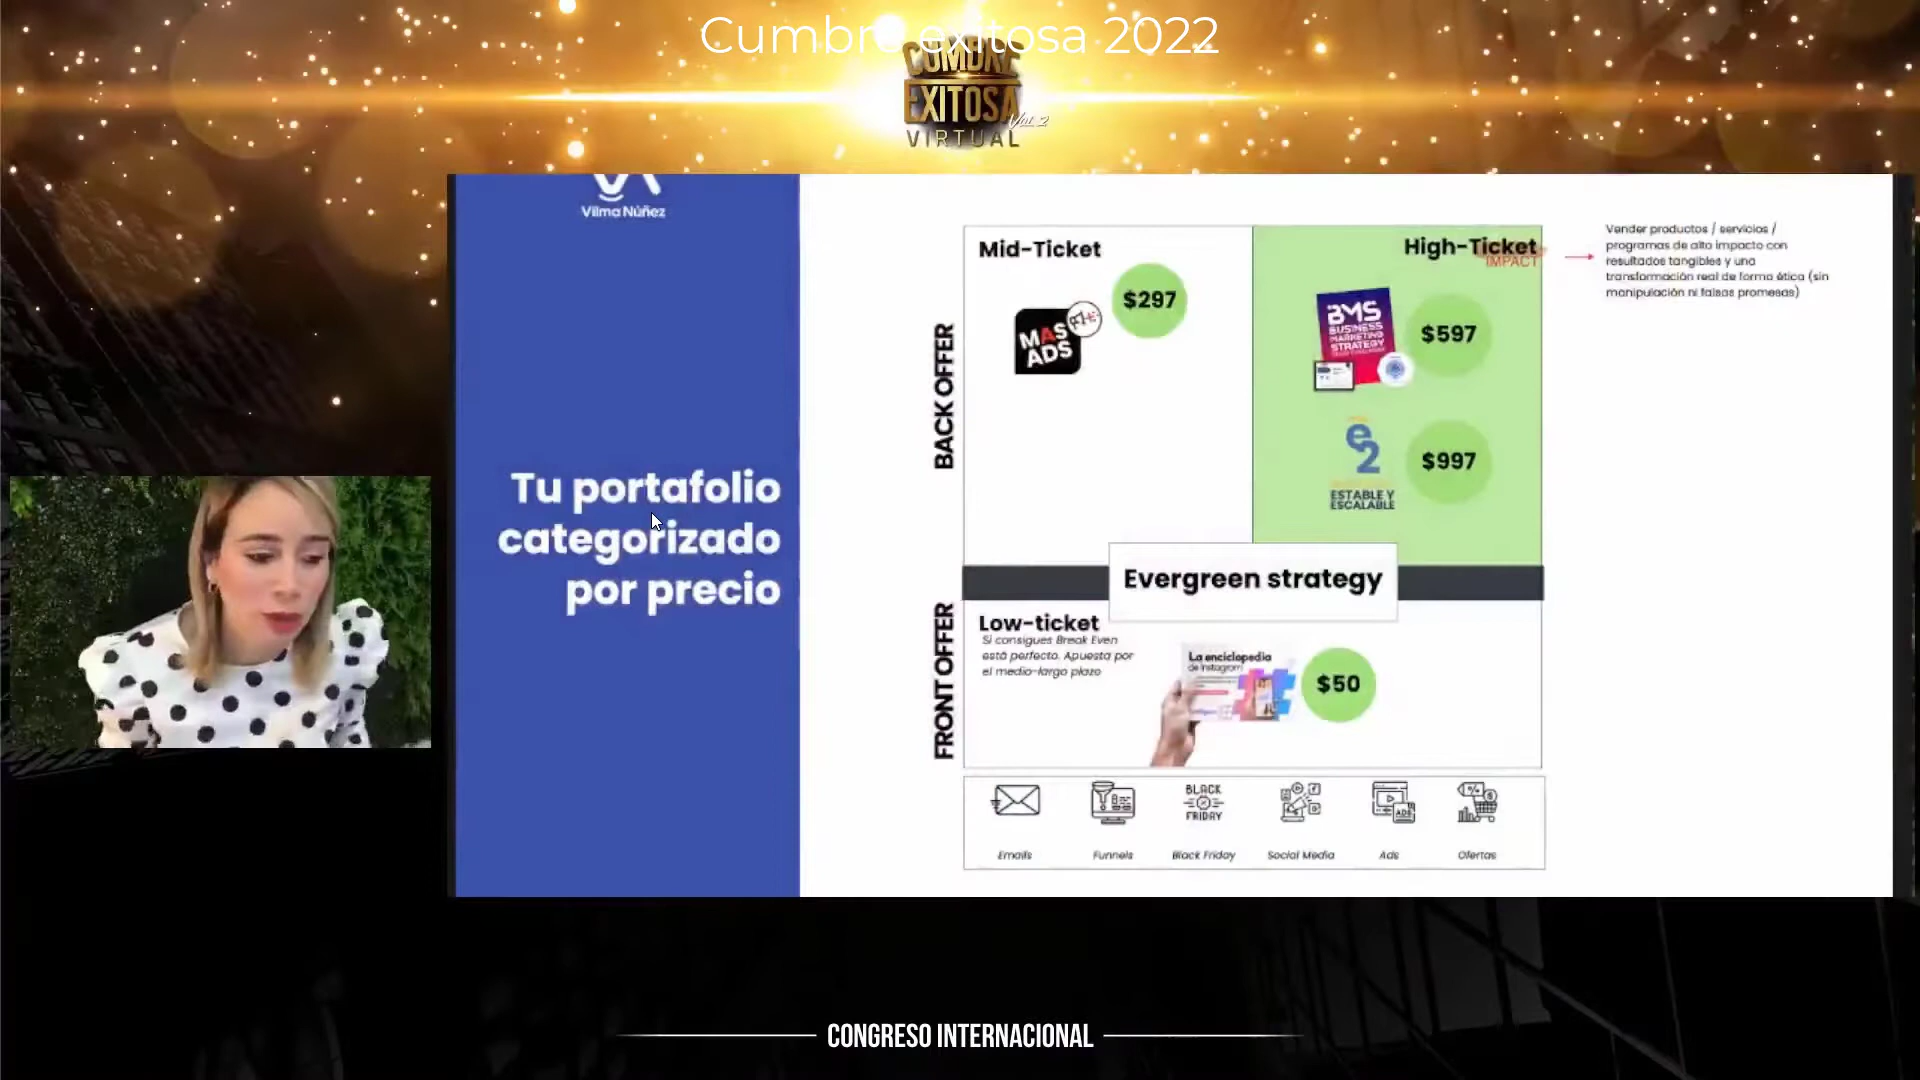 Cumbre exitosa 2022
CUMBRE
EXITOSA
Vol. 2
VIRTUAL
Vilma Núñez
Tu portafolio
categorizado
por precio
BACK OFFER
Mid-Ticket
$297
MAS
ADS
High-Ticket
IMPACT
BMS
BUSINESS
MARKETING
STRATEGY
$597
e2
$997
ESTABLE Y
ESCALABLE
Vender productos / servicios /
programas de alto impacto con
resultados tangibles y una
transformación real de forma ética (sin
manipulación ni falsas promesas)
Evergreen strategy
FRONT OFFER
Low-ticket
Si consigues Break Even
está perfecto. Apuesta por
el medio-largo plazo
La enciclopedia
de Instagram
$50
BLACK
FRIDAY
ADS
Emails
Funnels
Black Friday
Social Media
Ads
Ofertas
CONGRESO INTERNACIONAL